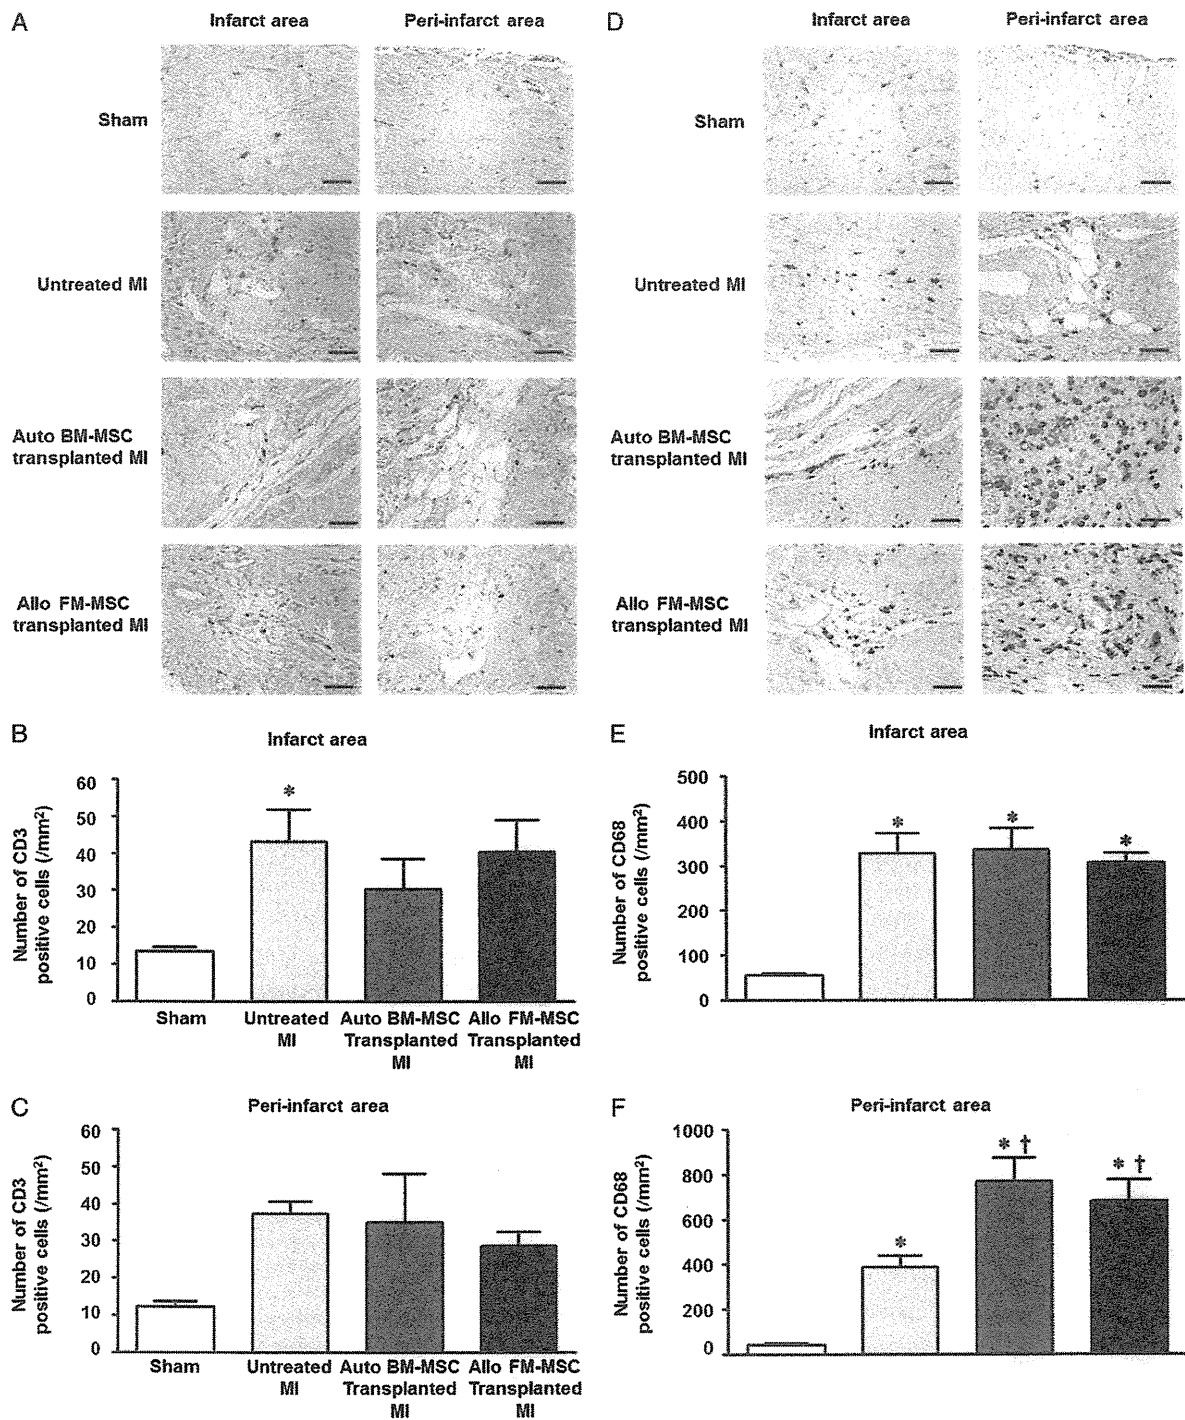 A
Infarct area
Peri-infarct area
Sham
Untreated MI
Auto BM-MSC
transplanted MI
Allo FM-MSC
transplanted MI
D
Infarct area
Peri-infarct area
Sham
Untreated MI
Auto BM-MSC
transplanted MI
Allo FM-MSC
transplanted MI
B
Infarct area
Number of CD3
positive cells (/mm²)
60
50
40
30
20
10
0
*
Sham
Untreated
MI
Auto BM-MSC
Transplanted
MI
Allo FM-MSC
Transplanted
MI
E
Infarct area
Number of CD68
positive cells (/mm²)
500
400
300
200
100
0
*
*
*
C
Peri-infarct area
Number of CD3
positive cells (/mm²)
60
50
40
30
20
10
0
Sham
Untreated
MI
Auto BM-MSC
Transplanted
MI
Allo FM-MSC
Transplanted
MI
F
Peri-infarct area
Number of CD68
positive cells (/mm²)
1000
800
600
400
200
0
*
* †
* †